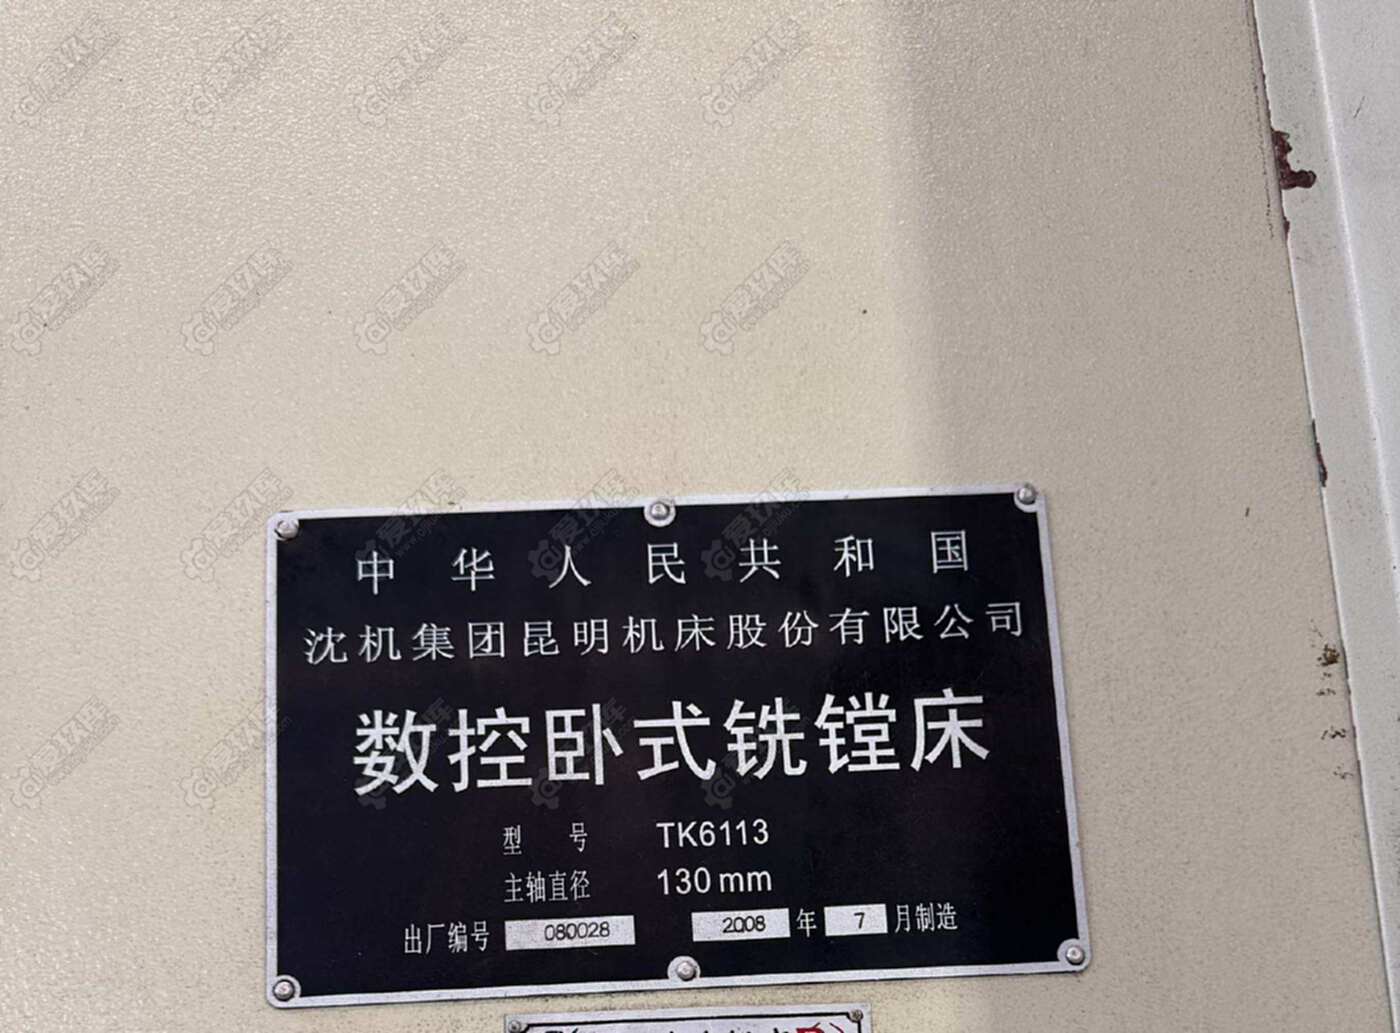 中华人民共和国
沈机集团昆明机床股份有限公司
数控卧式铣镗床
型 号 TK6113
主轴直径 130mm
出厂编号 080028 2008 年 7 月制造